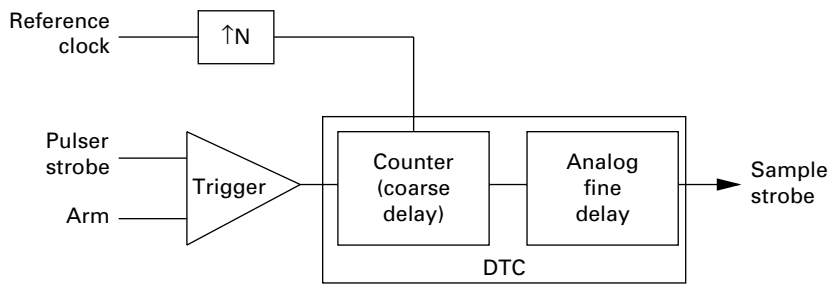 Reference
clock
↑N
Pulser
strobe
Arm
Trigger
Counter
(coarse
delay)
Analog
fine
delay
Sample
strobe
DTC